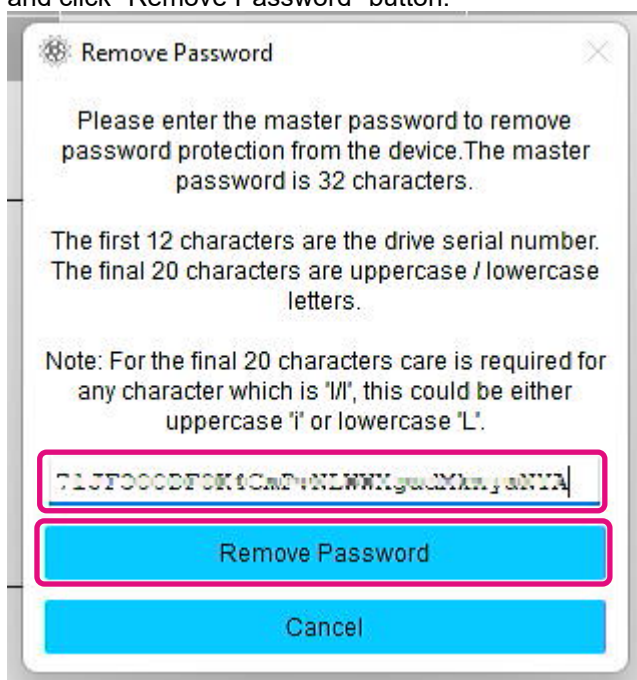 and click "Remove Password" button.
Remove Password
Please enter the master password to remove
password protection from the device.The master
password is 32 characters.
The first 12 characters are the drive serial number.
The final 20 characters are uppercase / lowercase
letters.
Note: For the final 20 characters care is required for
any character which is 'I/l', this could be either
uppercase 'i' or lowercase 'L'.
Remove Password
Cancel